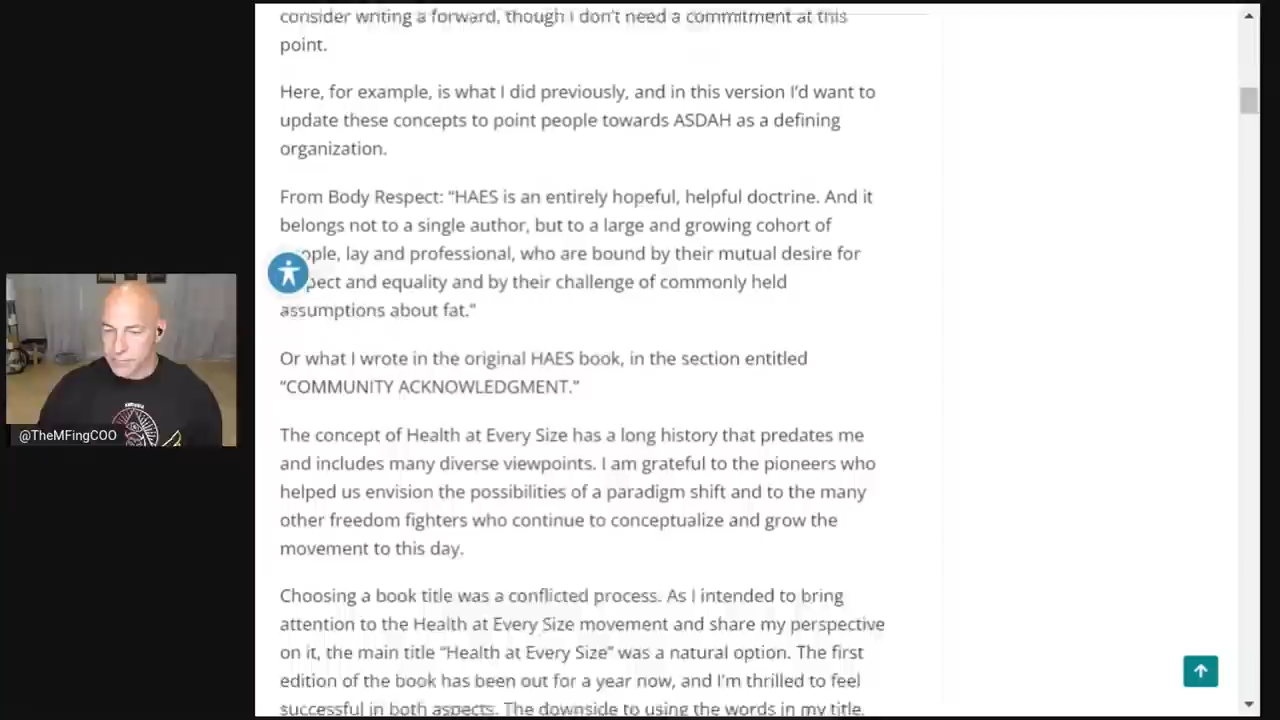 consider writing a forward, though I don't need a commitment at this
point.
Here, for example, is what I did previously, and in this version I'd want to
update these concepts to point people towards ASDAH as a defining
organization.
From Body Respect: “HAES is an entirely hopeful, helpful doctrine. And it
belongs not to a single author, but to a large and growing cohort of
lay and professional, who are bound by their mutual desire for
and equality and by their challenge of commonly held
assumptions about fat.”
Or what I wrote in the original HAES book, in the section entitled
“COMMUNITY ACKNOWLEDGMENT.”
The concept of Health at Every Size has a long history that predates me
and includes many diverse viewpoints. I am grateful to the pioneers who
helped us envision the possibilities of a paradigm shift and to the many
other freedom fighters who continue to conceptualize and grow the
movement to this day.
Choosing a book title was a conflicted process. As I intended to bring
attention to the Health at Every Size movement and share my perspective
on it, the main title “Health at Every Size” was a natural option. The first
edition of the book has been out for a year now, and I'm thrilled to feel
successful in both aspects. The downside to using the words in my title,
@TheMFingCOO